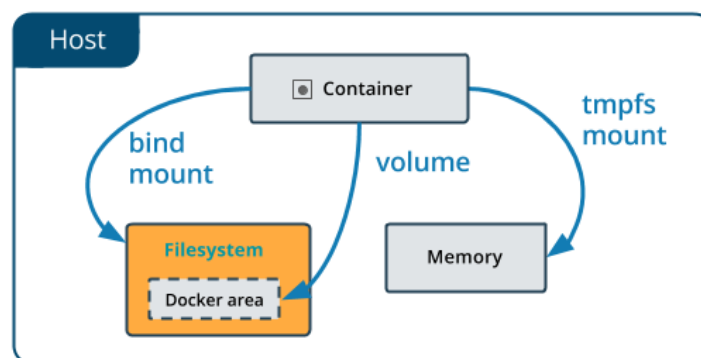 Host
Container
bind
mount
volume
tmpfs
mount
Filesystem
Docker area
Memory